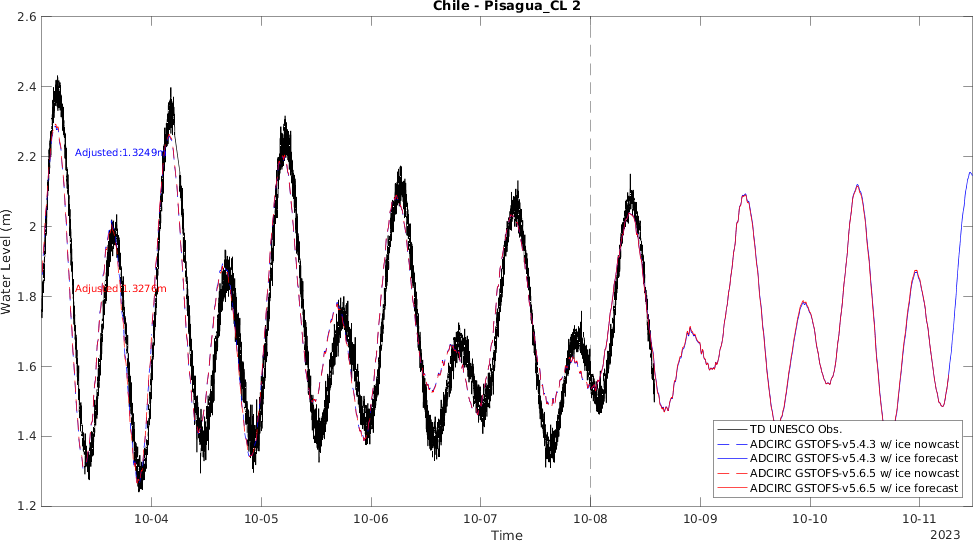 Chile - Pisagua_CL 2
Water Level (m)
2.6
2.4
2.2
2
1.8
1.6
1.4
1.2
Adjusted:1.3249m
Adjusted:1.3276m
TD UNESCO Obs.
ADCIRC GSTOFS-v5.4.3 w/ ice nowcast
ADCIRC GSTOFS-v5.4.3 w/ ice forecast
ADCIRC GSTOFS-v5.6.5 w/ ice nowcast
ADCIRC GSTOFS-v5.6.5 w/ ice forecast
10-04 10-05 10-06 10-07 10-08 10-09 10-10 10-11
Time
2023